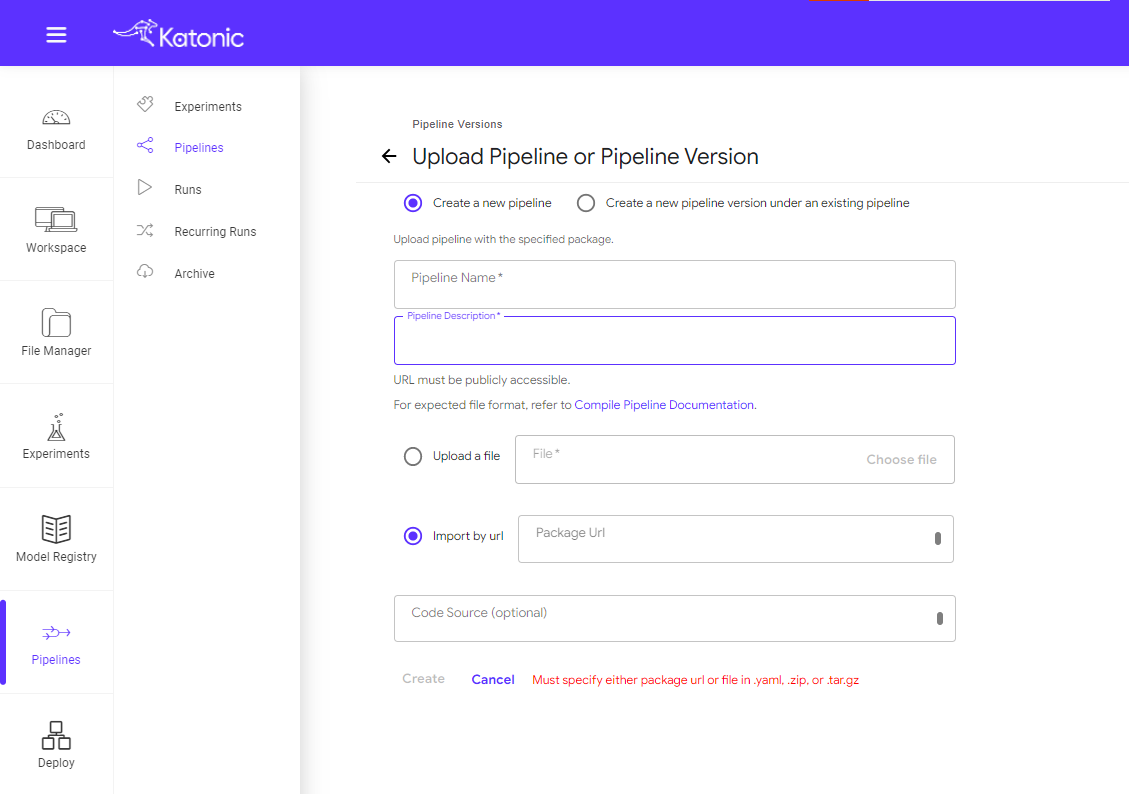 Katonic
Dashboard
Workspace
File Manager
Experiments
Model Registry
Pipelines
Deploy
Experiments
Pipelines
Runs
Recurring Runs
Archive
Pipeline Versions
Upload Pipeline or Pipeline Version
Create a new pipeline Create a new pipeline version under an existing pipeline
Upload pipeline with the specified package.
Pipeline Name*
Pipeline Description*
URL must be publicly accessible.
For expected file format, refer to Compile Pipeline Documentation.
Upload a file File* Choose file
Import by url Package Url
Code Source (optional)
Create Cancel Must specify either package url or file in .yaml, .zip, or .tar.gz